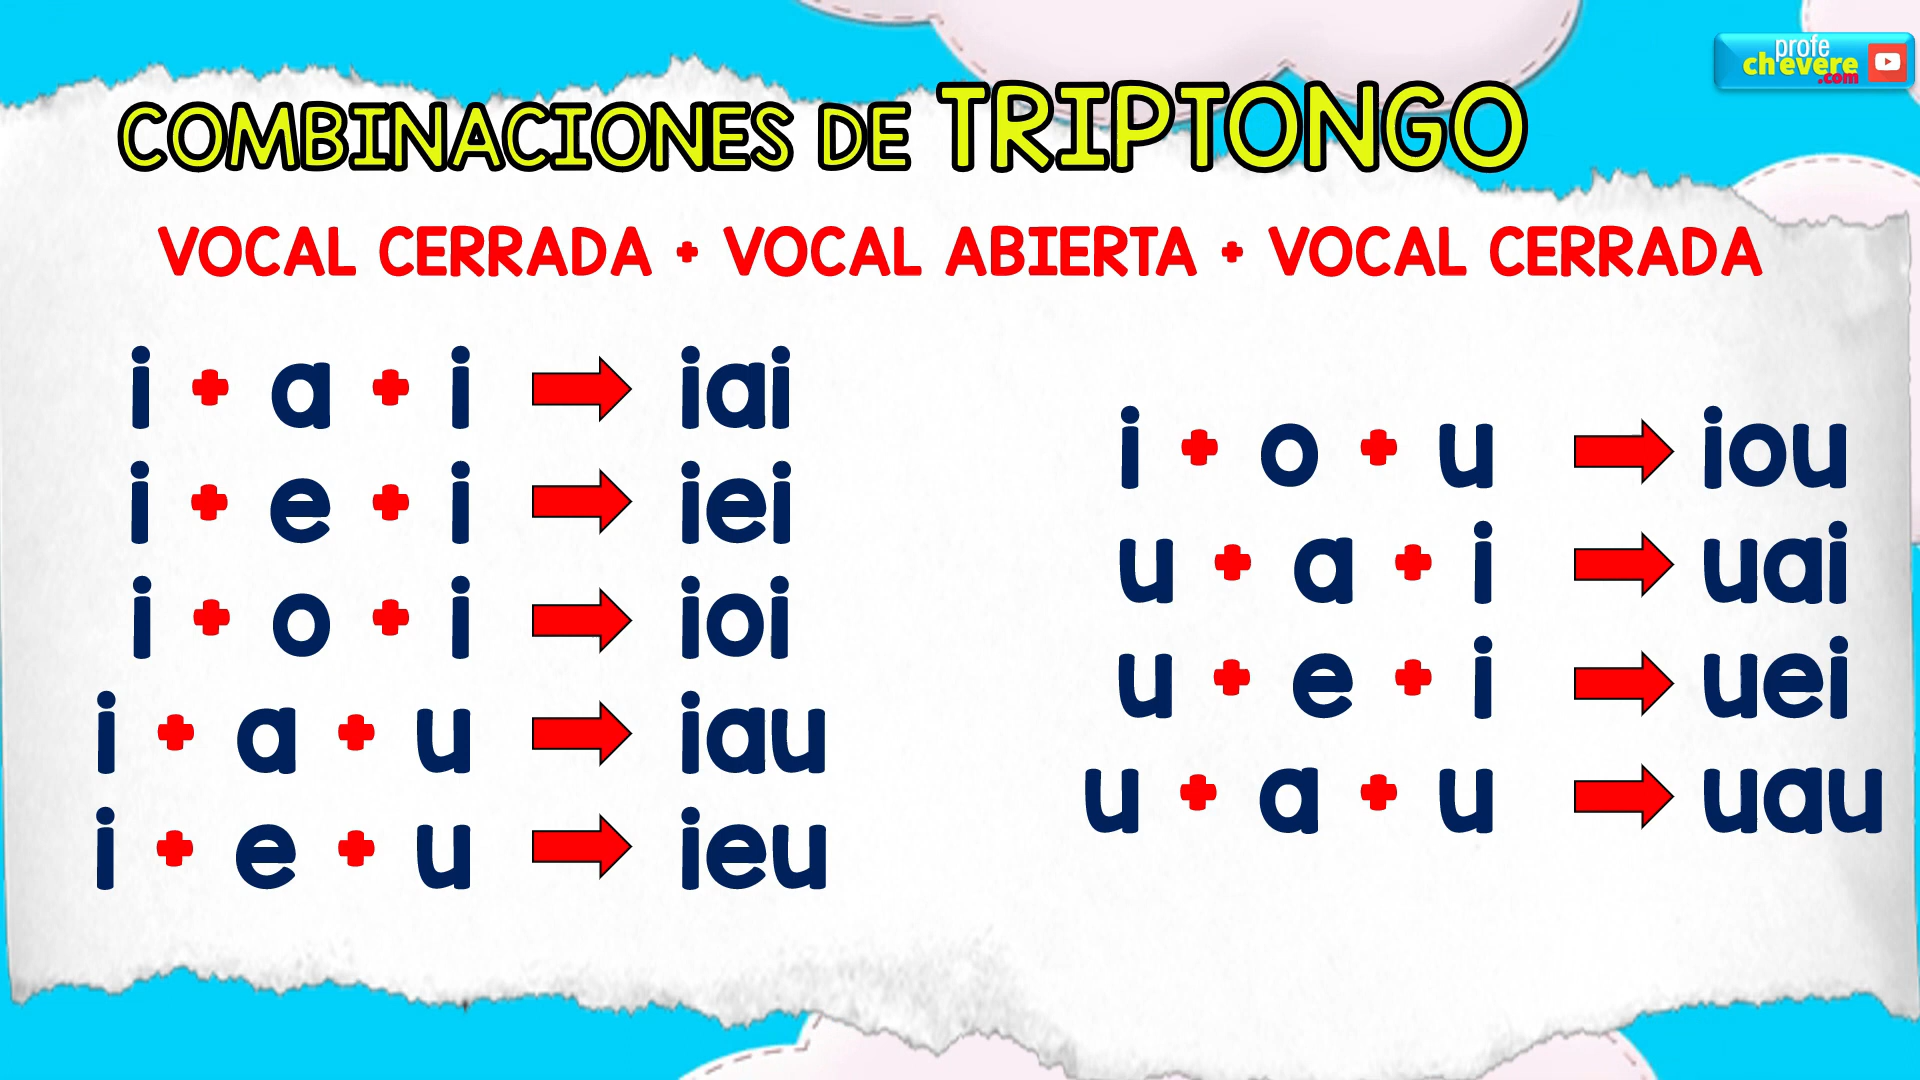 profe
chévere
.com
COMBINACIONES DE TRIPTONGO
VOCAL CERRADA + VOCAL ABIERTA + VOCAL CERRADA
i + a + i iai
i + e + i iei
i + o + i ioi
i + a + u iau
i + e + u ieu
i + o + u iou
u + a + i uai
u + e + i uei
u + a + u uau